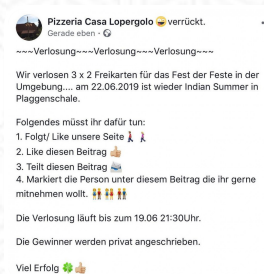 Pizzeria Casa Lopergolo 😜 verrückt.
Gerade eben ·
~~~Verlosung~~~Verlosung~~~Verlosung~~~
Wir verlosen 3 x 2 Freikarten für das Fest der Feste in der
Umgebung.... am 22.06.2019 ist wieder Indian Summer in
Plaggenschale.
Folgendes müsst ihr dafür tun:
1. Folgt/ Like unsere Seite 🚶‍♀️🚶
2. Like diesen Beitrag 👍🏼
3. Teilt diesen Beitrag 🛳
4. Markiert die Person unter diesem Beitrag die ihr gerne
mitnehmen wollt. 👬👫👭
Die Verlosung läuft bis zum 19.06 21:30Uhr.
Die Gewinner werden privat angeschrieben.
Viel Erfolg 🍀👍🏼